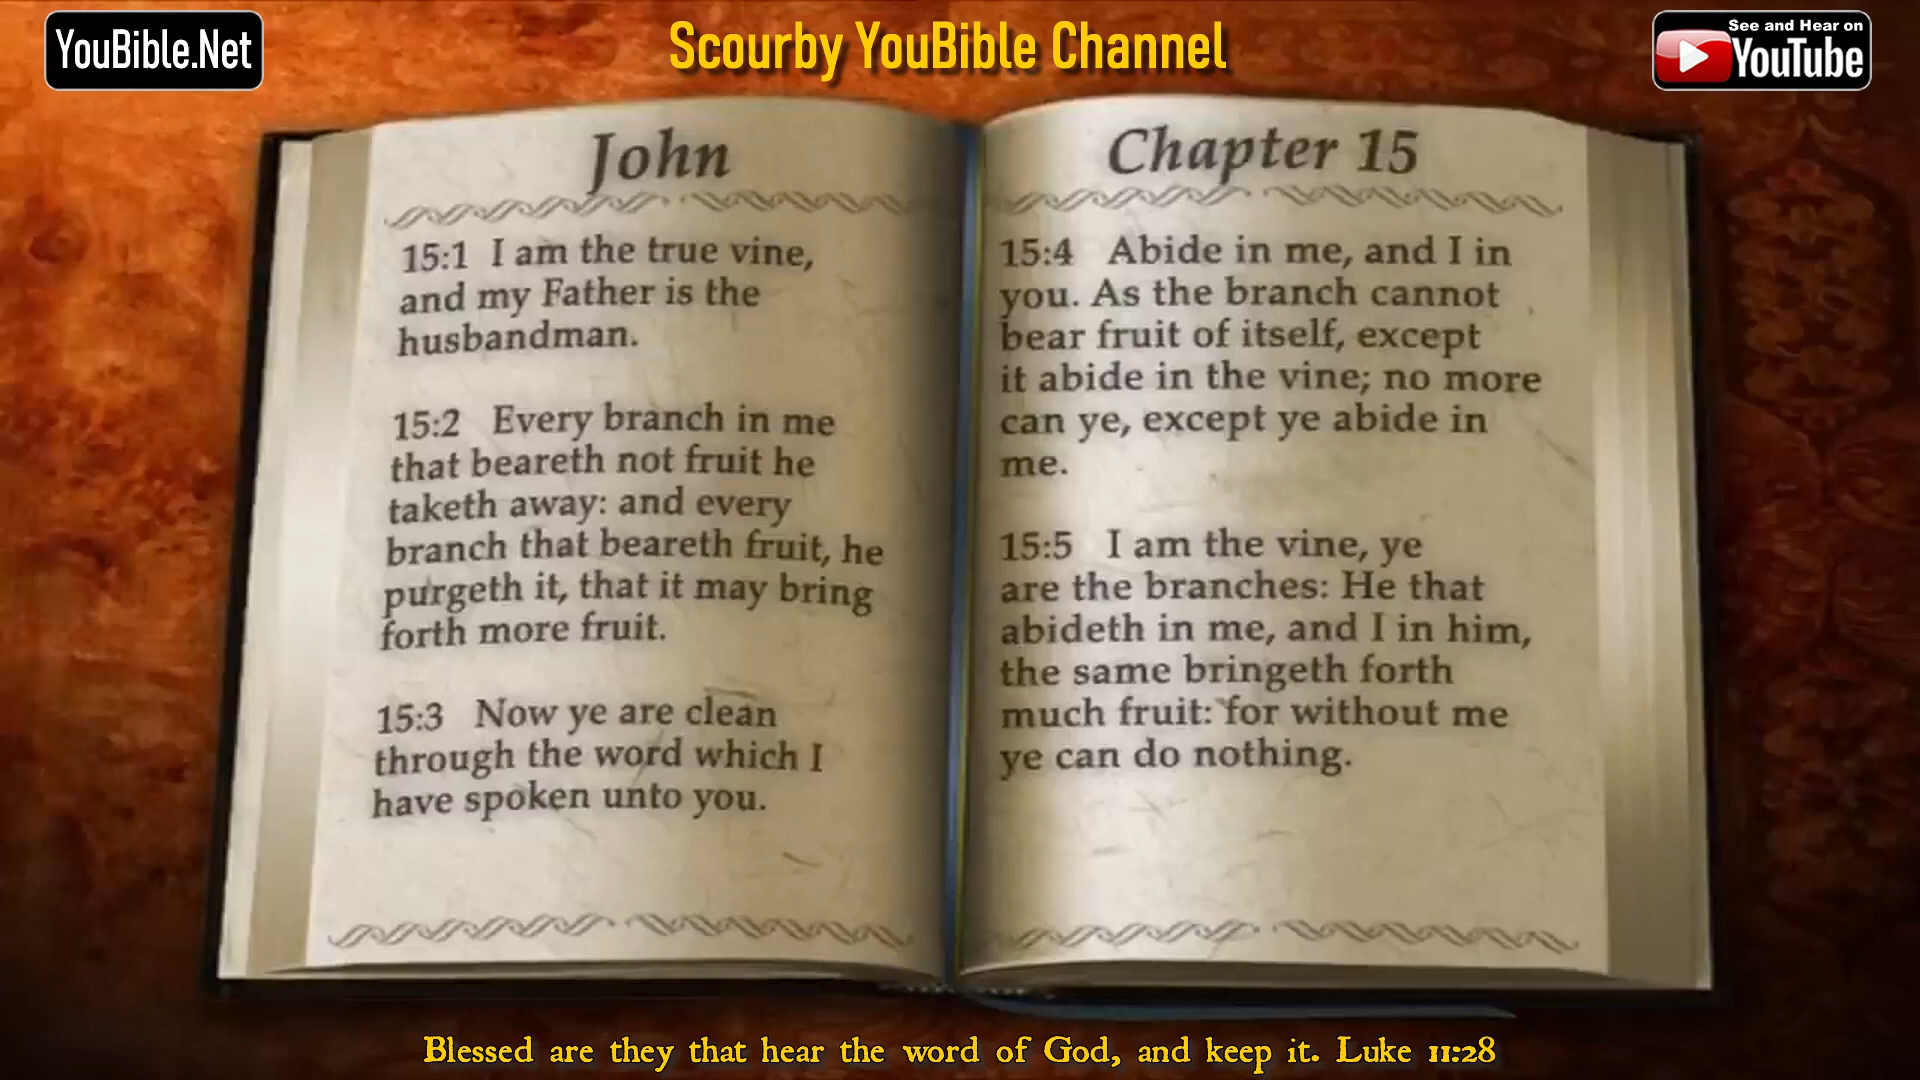 YouBible.Net
Scourby YouBible Channel
See and Hear on
YouTube
John
15:1 I am the true vine,
and my Father is the
husbandman.
15:2 Every branch in me
that beareth not fruit he
taketh away: and every
branch that beareth fruit, he
purgeth it, that it may bring
forth more fruit.
15:3 Now ye are clean
through the word which I
have spoken unto you.
Chapter 15
15:4 Abide in me, and I in
you. As the branch cannot
bear fruit of itself, except
it abide in the vine; no more
can ye, except ye abide in
me.
15:5 I am the vine, ye
are the branches: He that
abideth in me, and I in him,
the same bringeth forth
much fruit: for without me
ye can do nothing.
Blessed are they that hear the word of God, and keep it. Luke 11:28